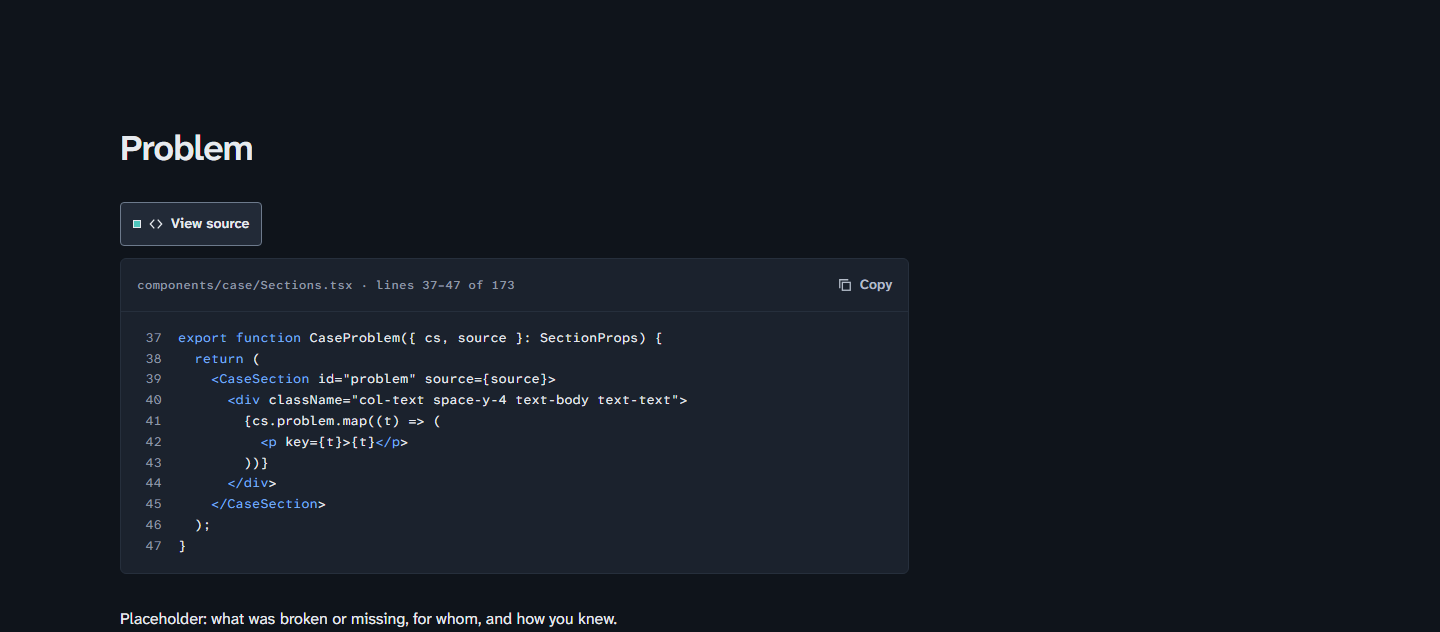 Problem
<> View source
components/case/Sections.tsx · lines 37–47 of 173
Copy
37 export function CaseProblem({ cs, source }: SectionProps) {
38   return (
39     <CaseSection id="problem" source={source}>
40       <div className="col-text space-y-4 text-body text-text">
41         {cs.problem.map((t) => (
42           <p key={t}>{t}</p>
43         ))}
44       </div>
45     </CaseSection>
46   );
47 }
Placeholder: what was broken or missing, for whom, and how you knew.